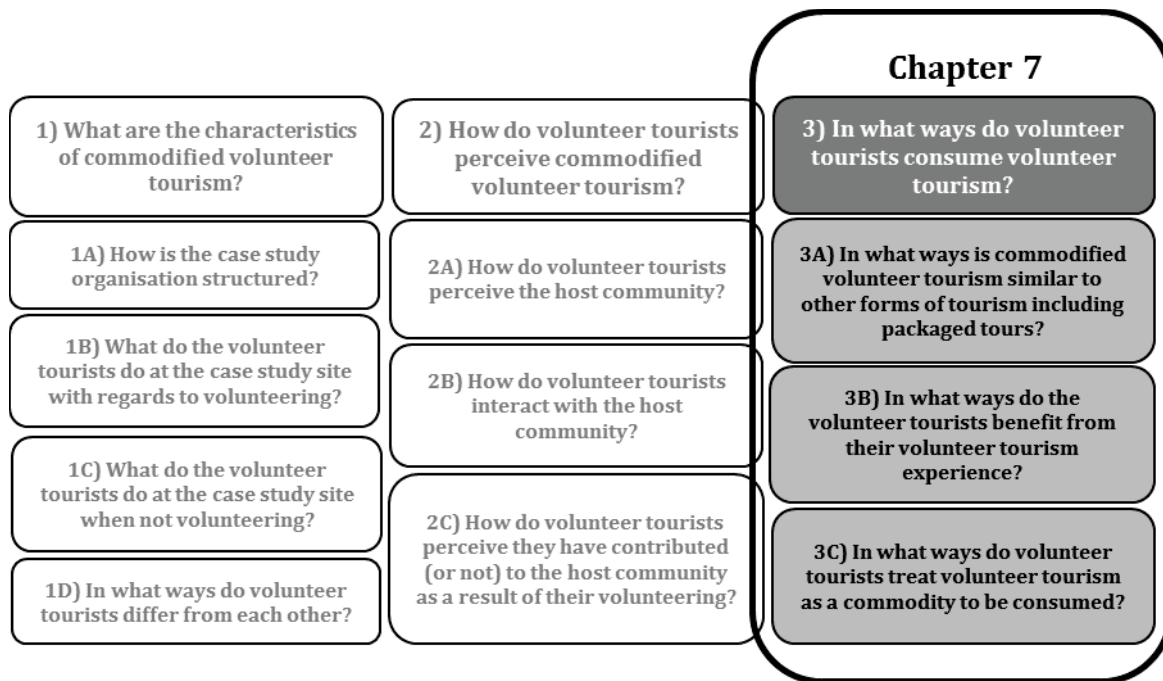 Chapter 7
1) What are the characteristics
of commodified volunteer
tourism?
1A) How is the case study
organisation structured?
1B) What do the volunteer
tourists do at the case study site
with regards to volunteering?
1C) What do the volunteer
tourists do at the case study site
when not volunteering?
1D) In what ways do volunteer
tourists differ from each other?
2) How do volunteer tourists
perceive commodified
volunteer tourism?
2A) How do volunteer tourists
perceive the host community?
2B) How do volunteer tourists
interact with the host
community?
2C) How do volunteer tourists
perceive they have contributed
(or not) to the host community
as a result of their volunteering?
3) In what ways do volunteer
tourists consume volunteer
tourism?
3A) In what ways is commodified
volunteer tourism similar to
other forms of tourism including
packaged tours?
3B) In what ways do the
volunteer tourists benefit from
their volunteer tourism
experience?
3C) In what ways do volunteer
tourists treat volunteer tourism
as a commodity to be consumed?